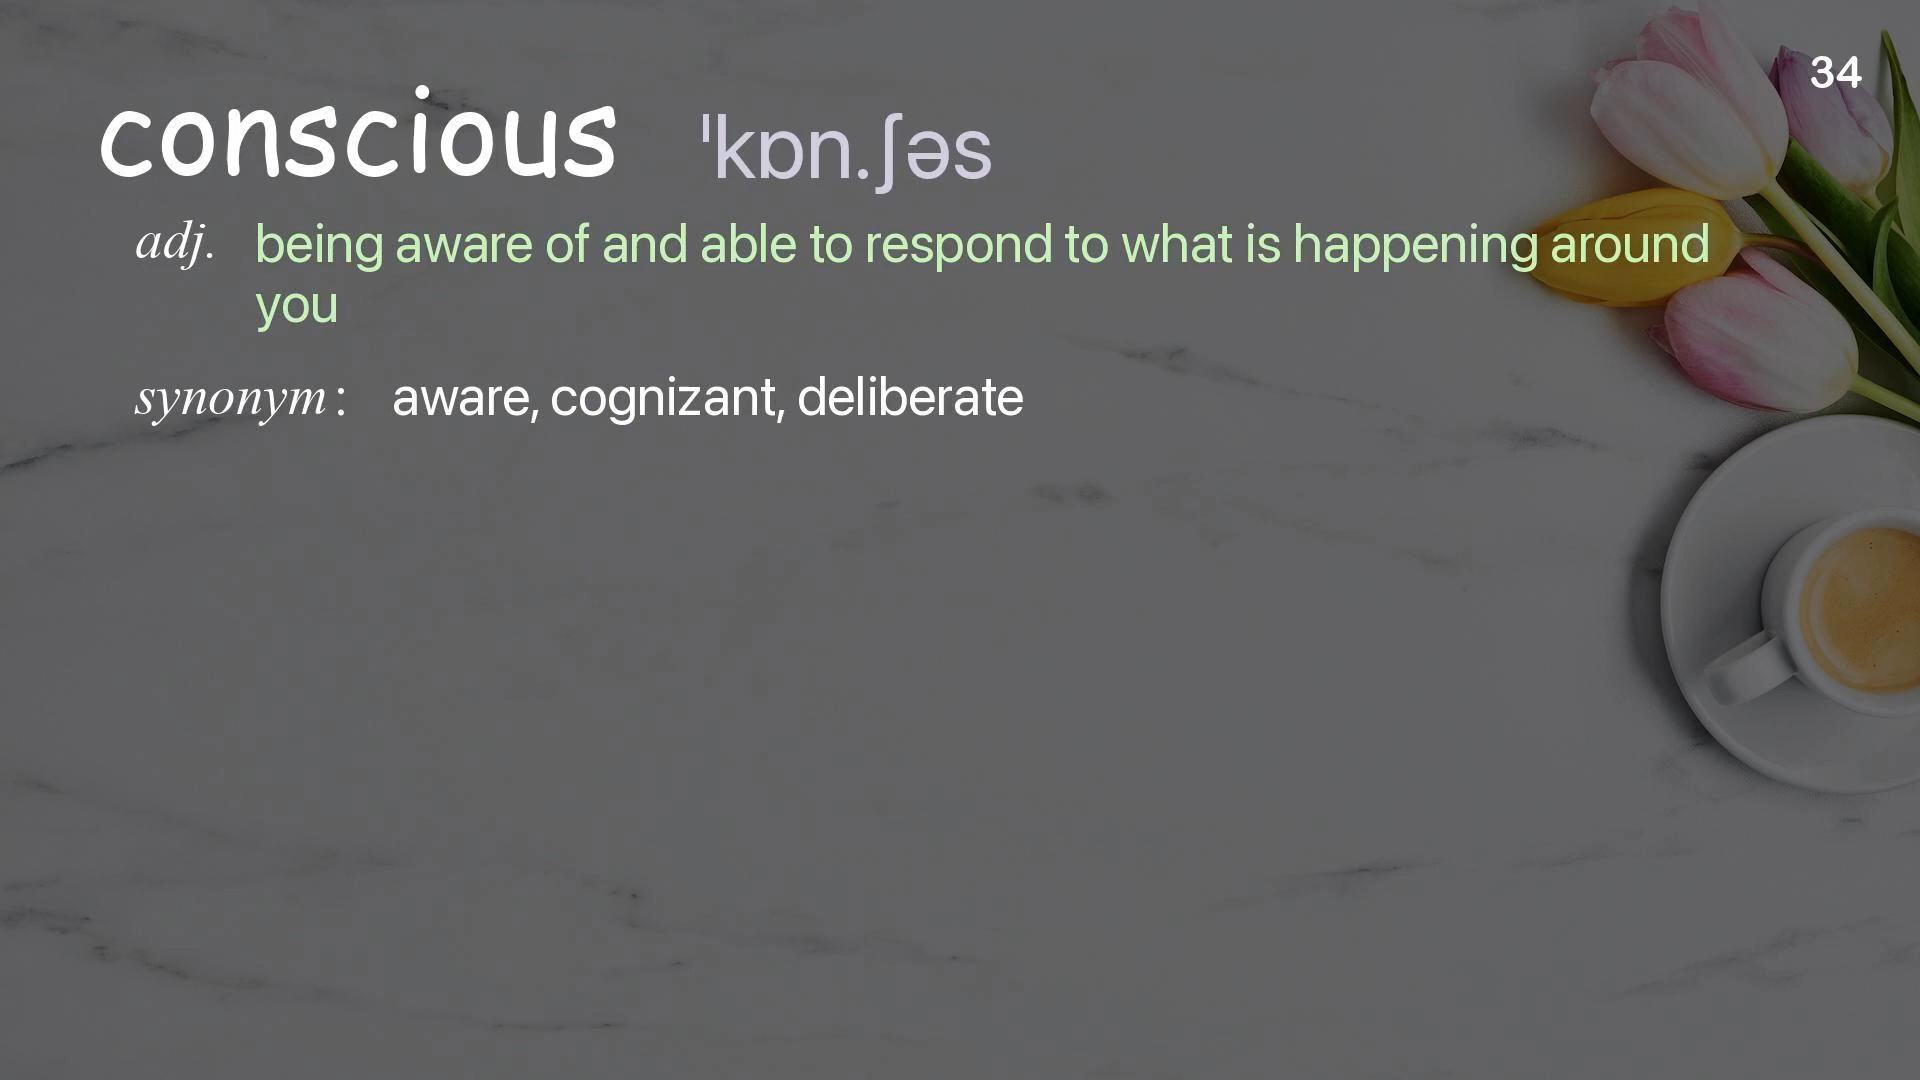 34
conscious ˈkɒn.ʃəs
adj. being aware of and able to respond to what is happening around
you
synonym: aware, cognizant, deliberate